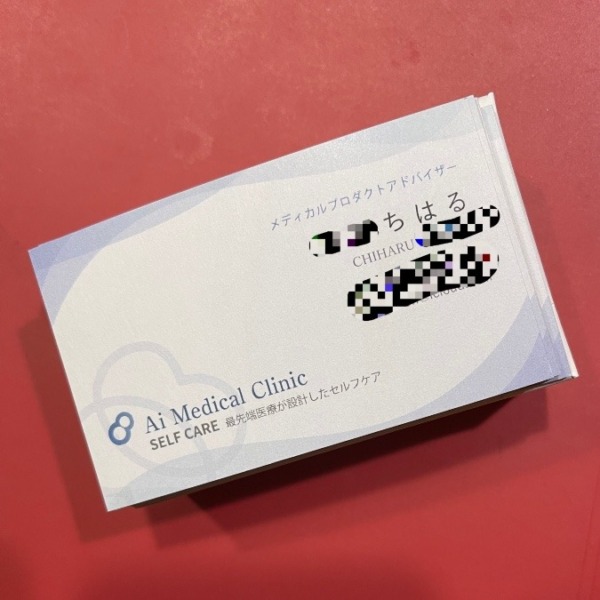 メディカルプロダクトアドバイザー
ちはる
CHIHARU
Ai Medical Clinic
SELF CARE 最先端医療が設計したセルフケア